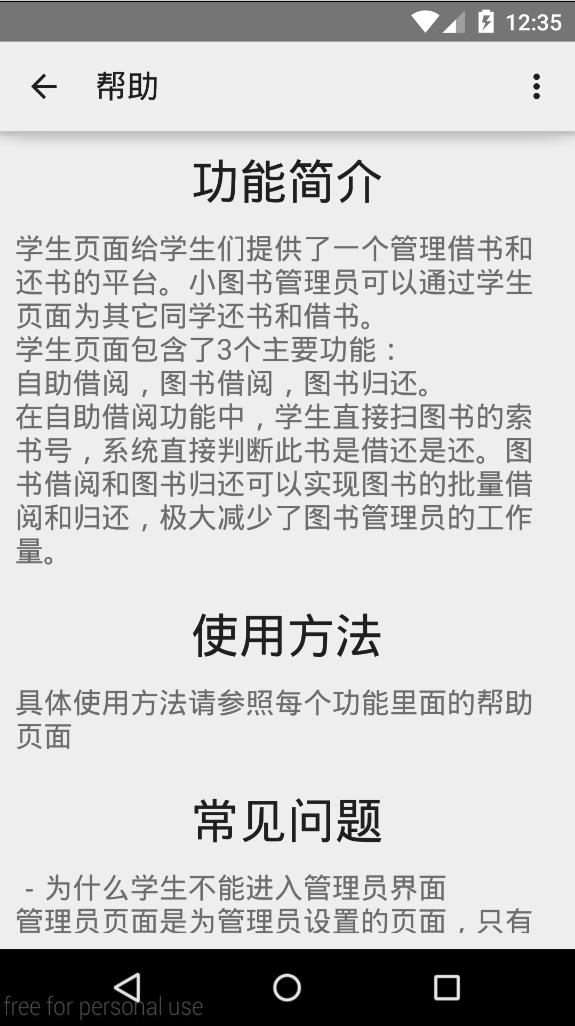 12:35
帮助
功能简介
学生页面给学生们提供了一个管理借书和
还书的平台。小图书管理员可以通过学生
页面为其它同学还书和借书。
学生页面包含了3个主要功能：
自助借阅，图书借阅，图书归还。
在自助借阅功能中，学生直接扫图书的索
书号，系统直接判断此书是借还是还。图
书借阅和图书归还可以实现图书的批量借
阅和归还，极大减少了图书管理员的工作
量。
使用方法
具体使用方法请参照每个功能里面的帮助
页面
常见问题
- 为什么学生不能进入管理员界面
管理员页面是为管理员设置的页面，只有
free for personal use